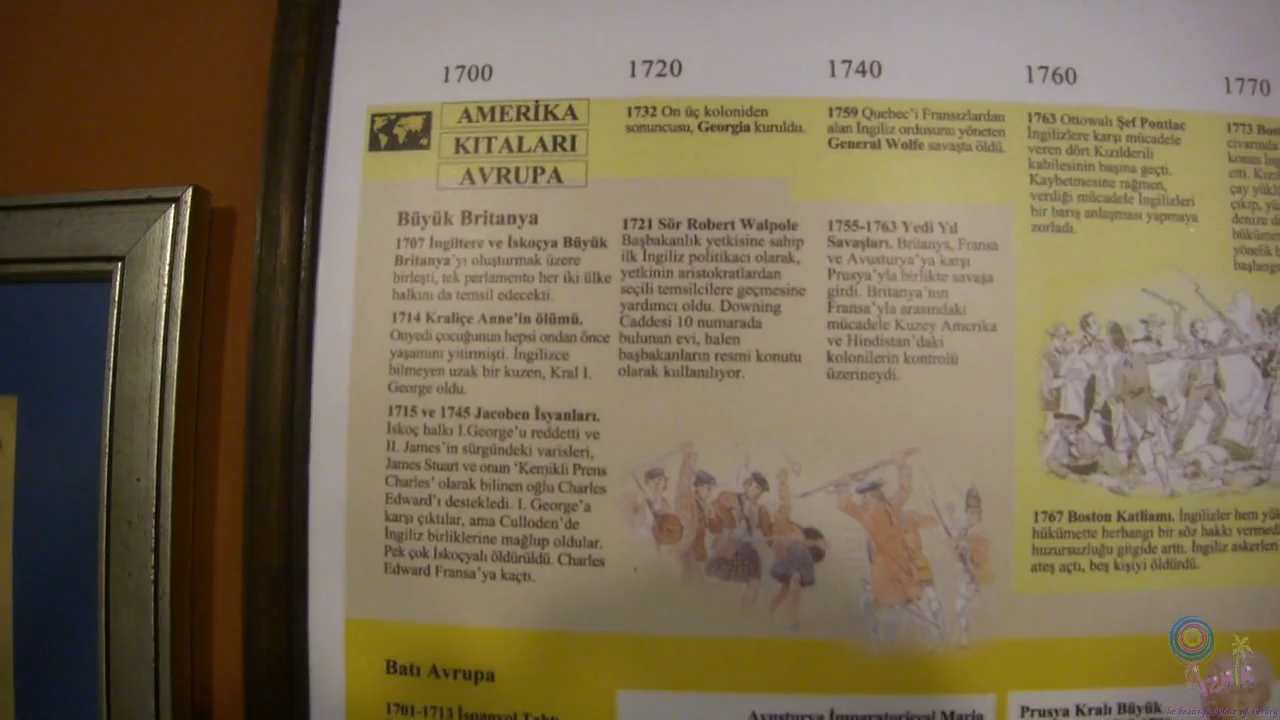 1700
1720
1740
1760
1770
AMERİKA
KITALARI
AVRUPA
1732 On üç koloniden
sonuncusu, Georgia kuruldu.
1759 Quebec'i Fransızlardan
alan İngiliz ordusunu yöneten
General Wolfe savaşta öldü.
1763 Ottowalı Şef Pontiac
İngilizlere karşı mücadele
veren dört Kızılderili
kabilesinin başına geçti.
Kaybetmesine rağmen,
verdiği mücadele İngilizleri
bir barış anlaşması yapmaya
zorladı.
1773 Bos
civarında
Büyük Britanya
1707 İngiltere ve İskoçya Büyük
Britanya'yı oluşturmak üzere
birleşti, tek parlamento her iki ülke
halkını da temsil edecekti.
1714 Kraliçe Anne'in ölümü.
Onyedi çocuğunun hepsi ondan önce
yaşamını yitirmişti. İngilizce
bilmeyen uzak bir kuzen, Kral I.
George oldu.
1715 ve 1745 Jacoben İsyanları.
İskoç halkı I.George'u reddetti ve
II. James'in sürgündeki varisleri,
James Stuart ve onun 'Kemikli Prens
Charles' olarak bilinen oğlu Charles
Edward'ı destekledi. I. George'a
karşı çıktılar, ama Culloden'de
İngiliz birliklerine mağlup oldular.
Pek çok İskoçyalı öldürüldü. Charles
Edward Fransa'ya kaçtı.
1721 Sör Robert Walpole
Başbakanlık yetkisine sahip
ilk İngiliz politikacı olarak,
yetkinin aristokratlardan
seçili temsilcilere geçmesine
yardımcı oldu. Downing
Caddesi 10 numarada
bulunan evi, halen
başbakanların resmi konutu
olarak kullanılıyor.
1755-1763 Yedi Yıl
Savaşları. Britanya, Fransa
ve Avusturya'ya karşı
Prusya'yla birlikte savaşa
girdi. Britanya'nın
Fransa'yla arasındaki
mücadele Kuzey Amerika
ve Hindistan'daki
kolonilerin kontrolü
üzerineydi.
1767 Boston Katliamı. İngilizler hem
hükümette herhangi bir söz hakkı
huzursuzluğu gitgide arttı. İngiliz askerleri
ateş açtı, beş kişiyi öldürdü.
Batı Avrupa
1701-1713 İspanyol
Avusturya İmparatoriçesi Maria
Prusya Kralı Büyük